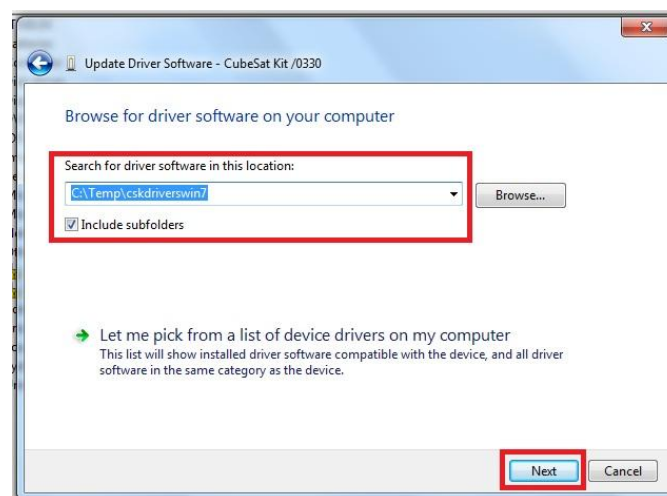 Update Driver Software - CubeSat Kit /0330
Browse for driver software on your computer
Search for driver software in this location:
C:\Temp\cskdriverswin7
Browse...
Include subfolders
Let me pick from a list of device drivers on my computer
This list will show installed driver software compatible with the device, and all driver
software in the same category as the device.
Next
Cancel